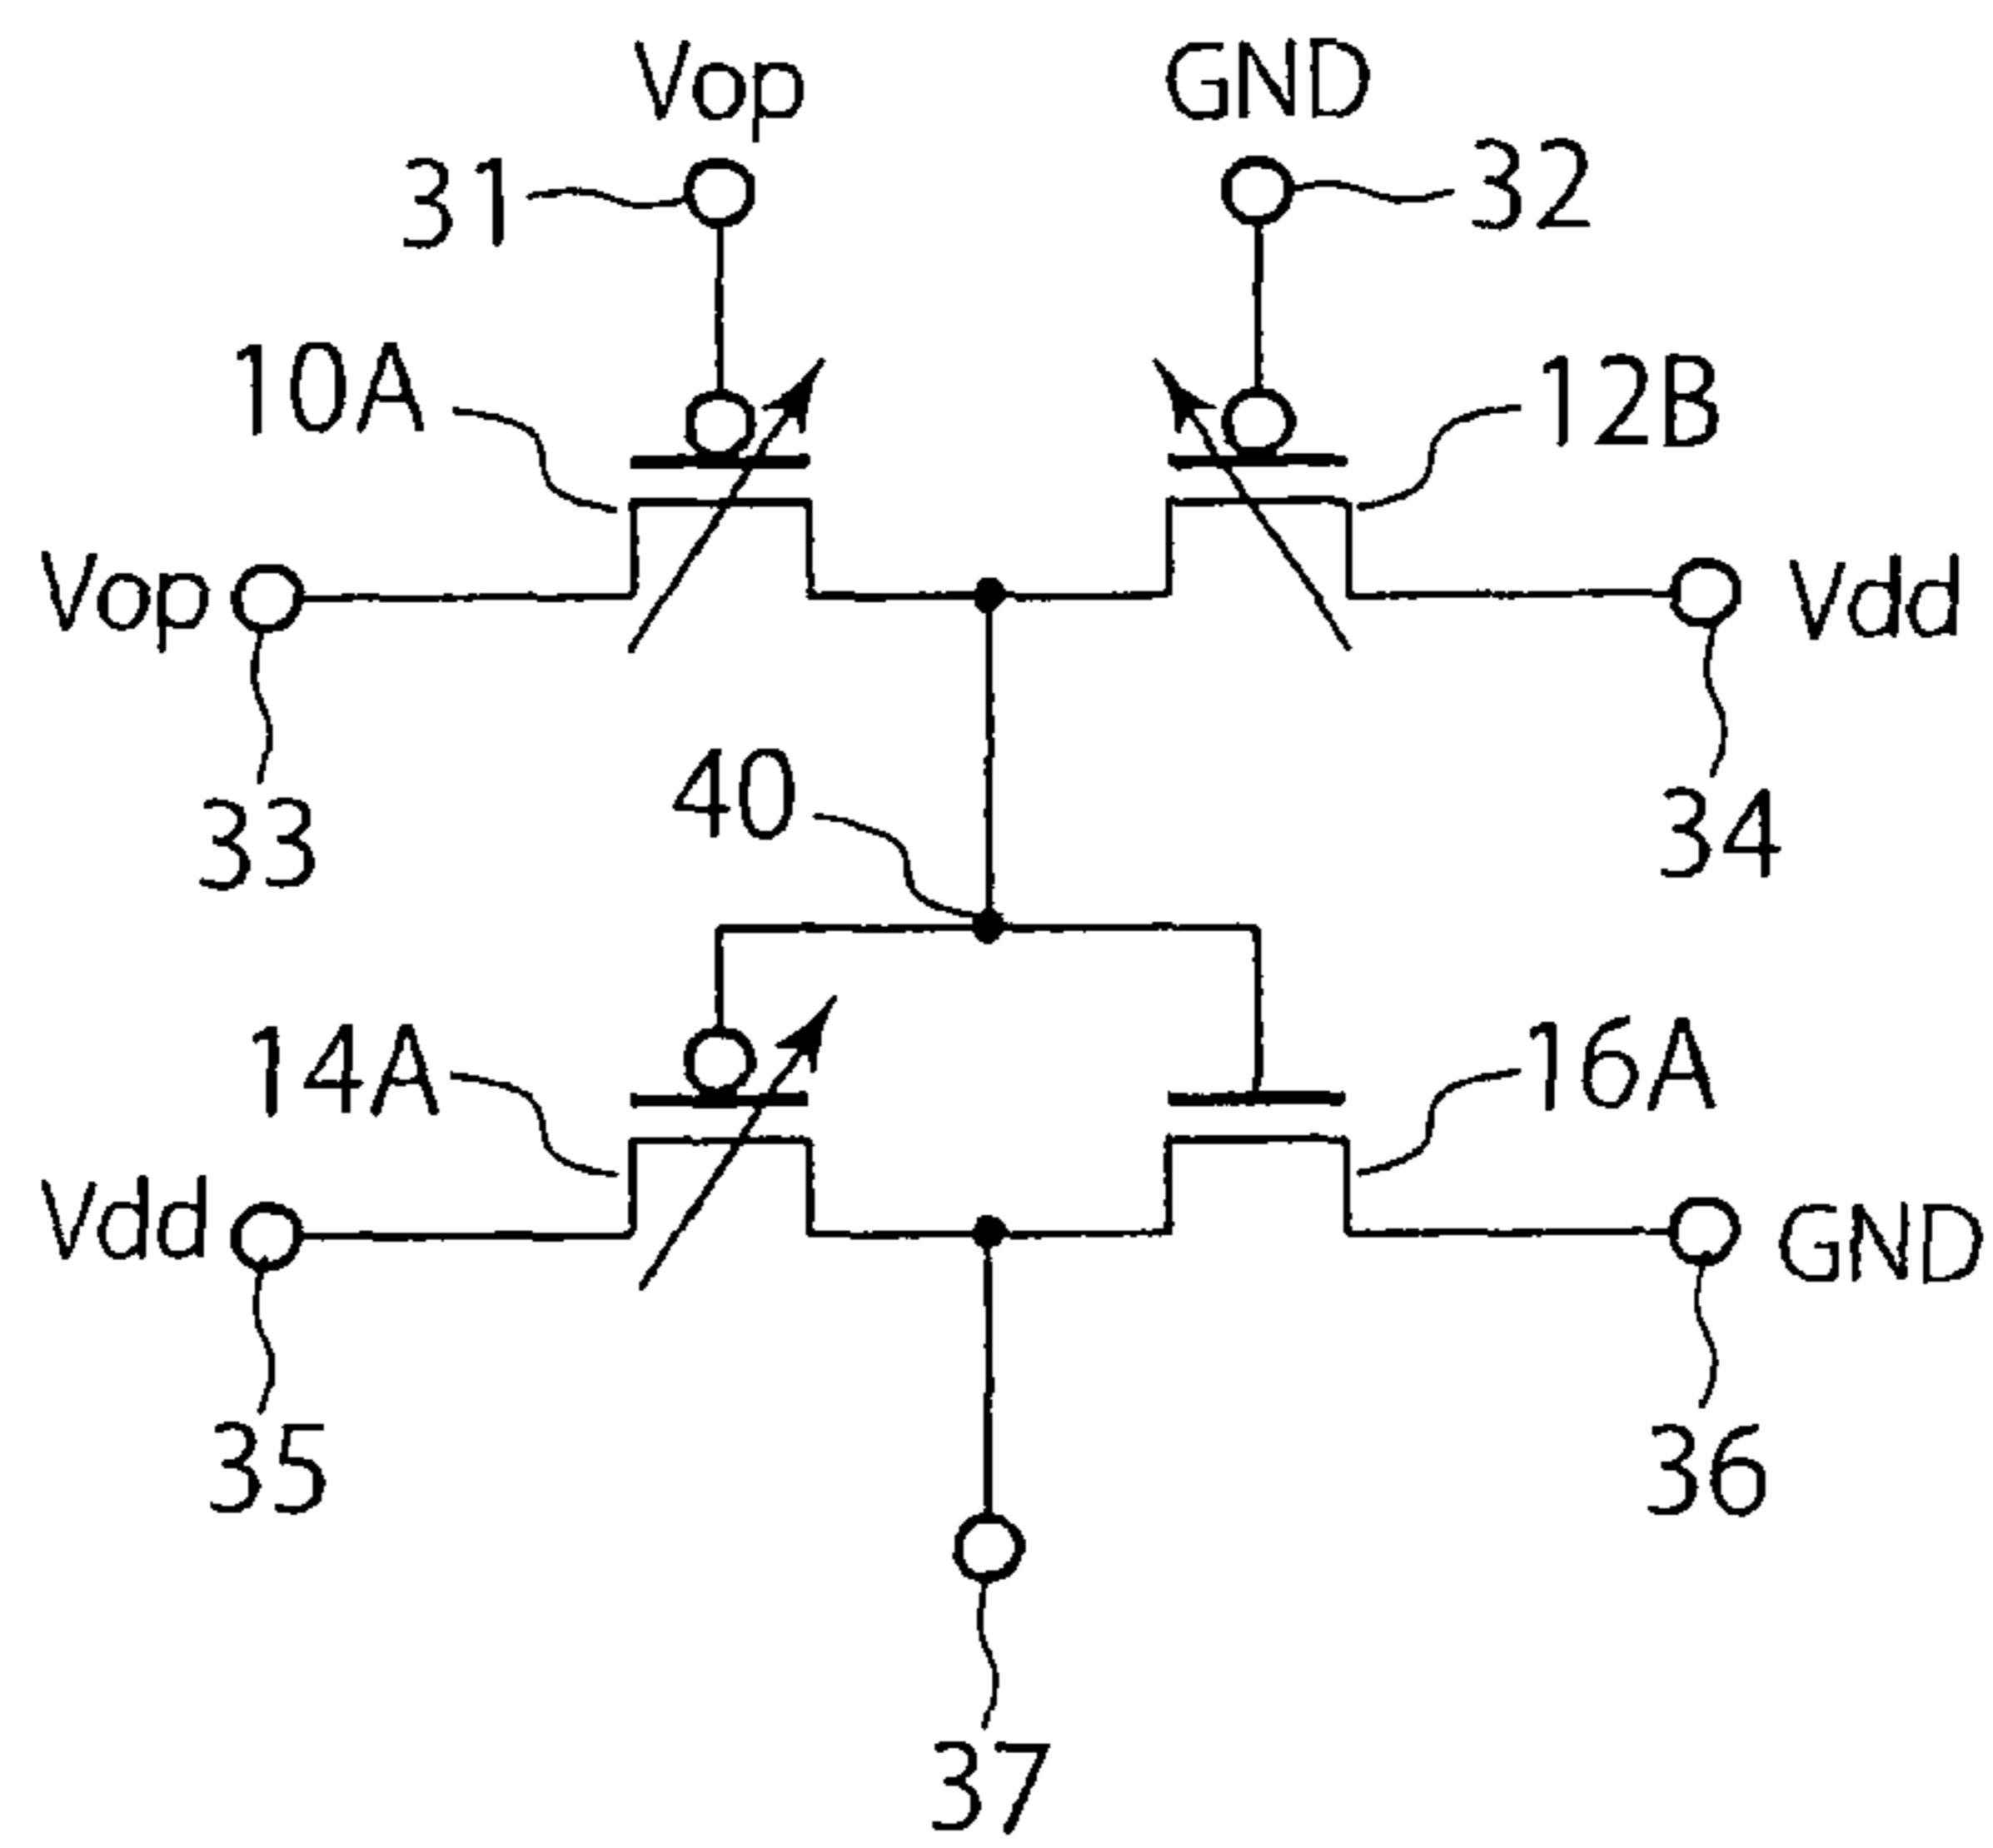 Vop GND
31 32
10A 12B
Vop Vdd
33 40 34
14A 16A
Vdd GND
35 36
37